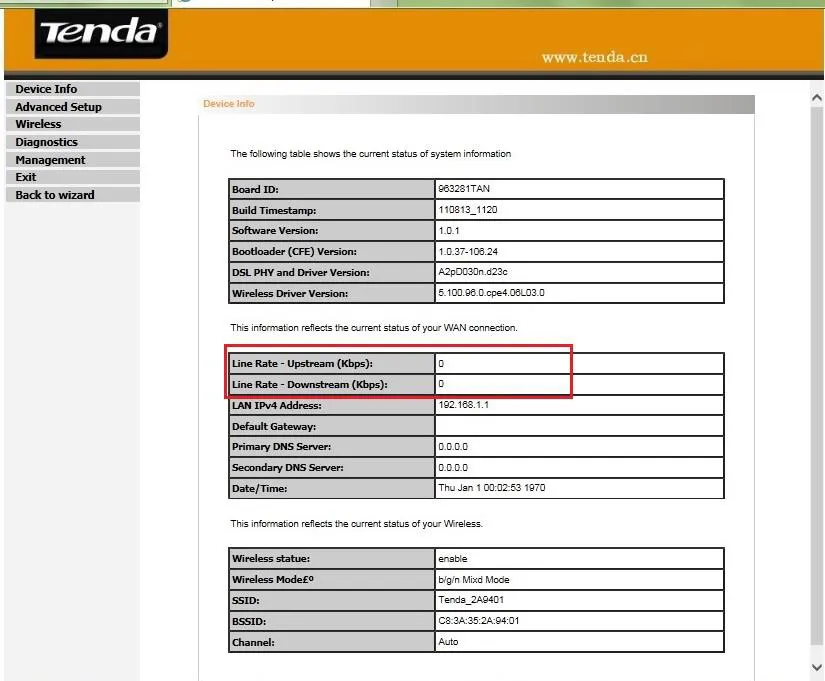 Tenda®
www.tenda.cn
Device Info
Advanced Setup
Wireless
Diagnostics
Management
Exit
Back to wizard
Device Info
The following table shows the current status of system information
Board ID: 963281TAN
Build Timestamp: 110813_1120
Software Version: 1.0.1
Bootloader (CFE) Version: 1.0.37-106.24
DSL PHY and Driver Version: A2pD030n.d23c
Wireless Driver Version: 5.100.96.0.cpe4.06L03.0
This information reflects the current status of your WAN connection.
Line Rate - Upstream (Kbps): 0
Line Rate - Downstream (Kbps): 0
LAN IPv4 Address: 192.168.1.1
Default Gateway:
Primary DNS Server: 0.0.0.0
Secondary DNS Server: 0.0.0.0
Date/Time: Thu Jan 1 00:02:53 1970
This information reflects the current status of your Wireless.
Wireless statue: enable
Wireless Mode£º b/g/n Mixd Mode
SSID: Tenda_2A9401
BSSID: C8:3A:35:2A:94:01
Channel: Auto